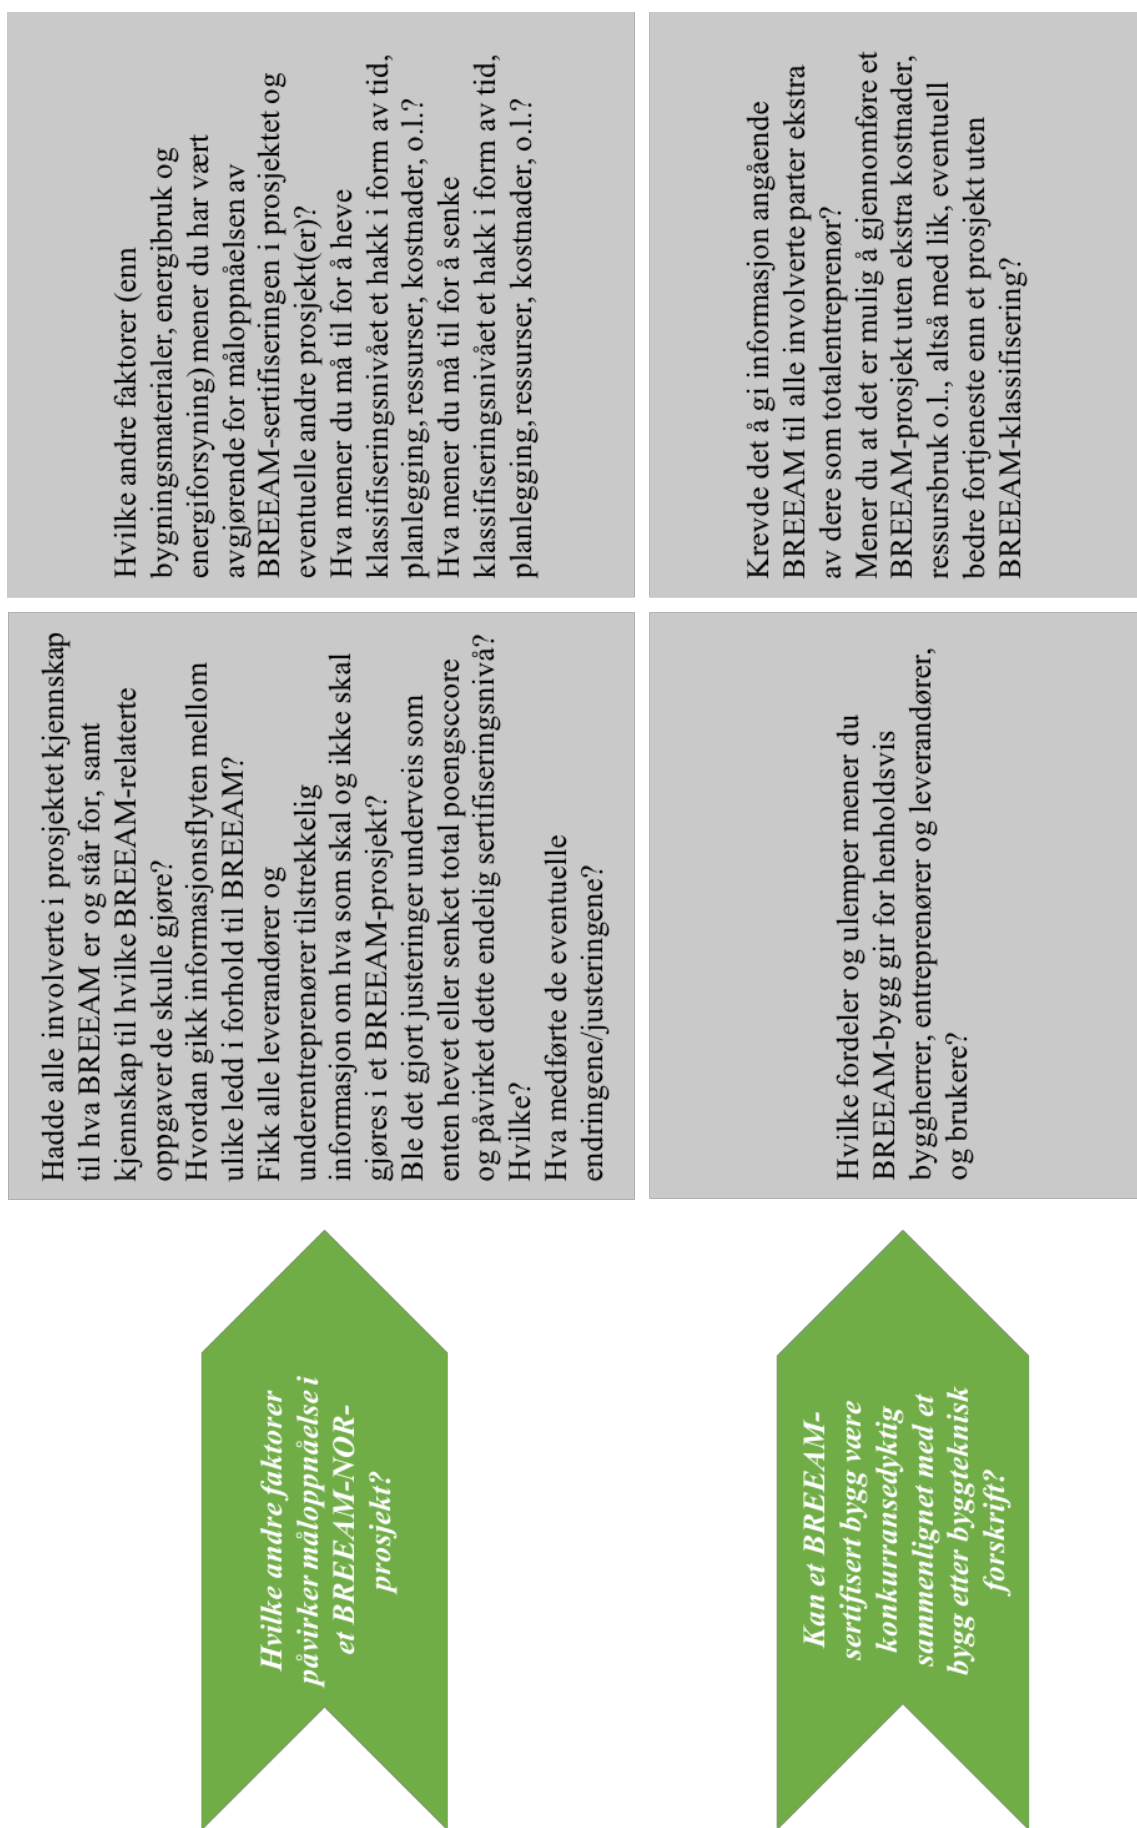 Hvilke andre faktorer
påvirker måloppnåelse i
et BREEAM-NOR-
prosjekt?
Hadde alle involverte i prosjektet kjennskap
til hva BREEAM er og står for, samt
kjennskap til hvilke BREEAM-relaterte
oppgaver de skulle gjøre?
Hvordan gikk informasjonsflyten mellom
ulike ledd i forhold til BREEAM?
Fikk alle leverandører og
underentreprenører tilstrekkelig
informasjon om hva som skal og ikke skal
gjøres i et BREEAM-prosjekt?
Ble det gjort justeringer underveis som
enten hevet eller senket total poengsccore
og påvirket dette endelig sertifiseringsnivå?
Hvilke?
Hva medførte de eventuelle
endringene/justeringene?
Hvilke andre faktorer (enn
bygningsmaterialer, energibruk og
energiforsyning) mener du har vært
avgjørende for måloppnåelsen av
BREEAM-sertifiseringen i prosjektet og
eventuelle andre prosjekt(er)?
Hva mener du må til for å heve
klassifiseringsnivået et hakk i form av tid,
planlegging, ressurser, kostnader, o.l.?
Hva mener du må til for å senke
klassifiseringsnivået et hakk i form av tid,
planlegging, ressurser, kostnader, o.l.?
Kan et BREEAM-
sertifisert bygg være
konkurransedyktig
sammenlignet med et
bygg etter byggteknisk
forskrift?
Hvilke fordeler og ulemper mener du
BREEAM-bygg gir for henholdsvis
byggherrer, entreprenører og leverandører,
og brukere?
Krevde det å gi informasjon angående
BREEAM til alle involverte parter ekstra
av dere som totalentreprenør?
Mener du at det er mulig å gjennomføre et
BREEAM-prosjekt uten ekstra kostnader,
ressursbruk o.l., altså med lik, eventuell
bedre fortjeneste enn et prosjekt uten
BREEAM-klassifisering?